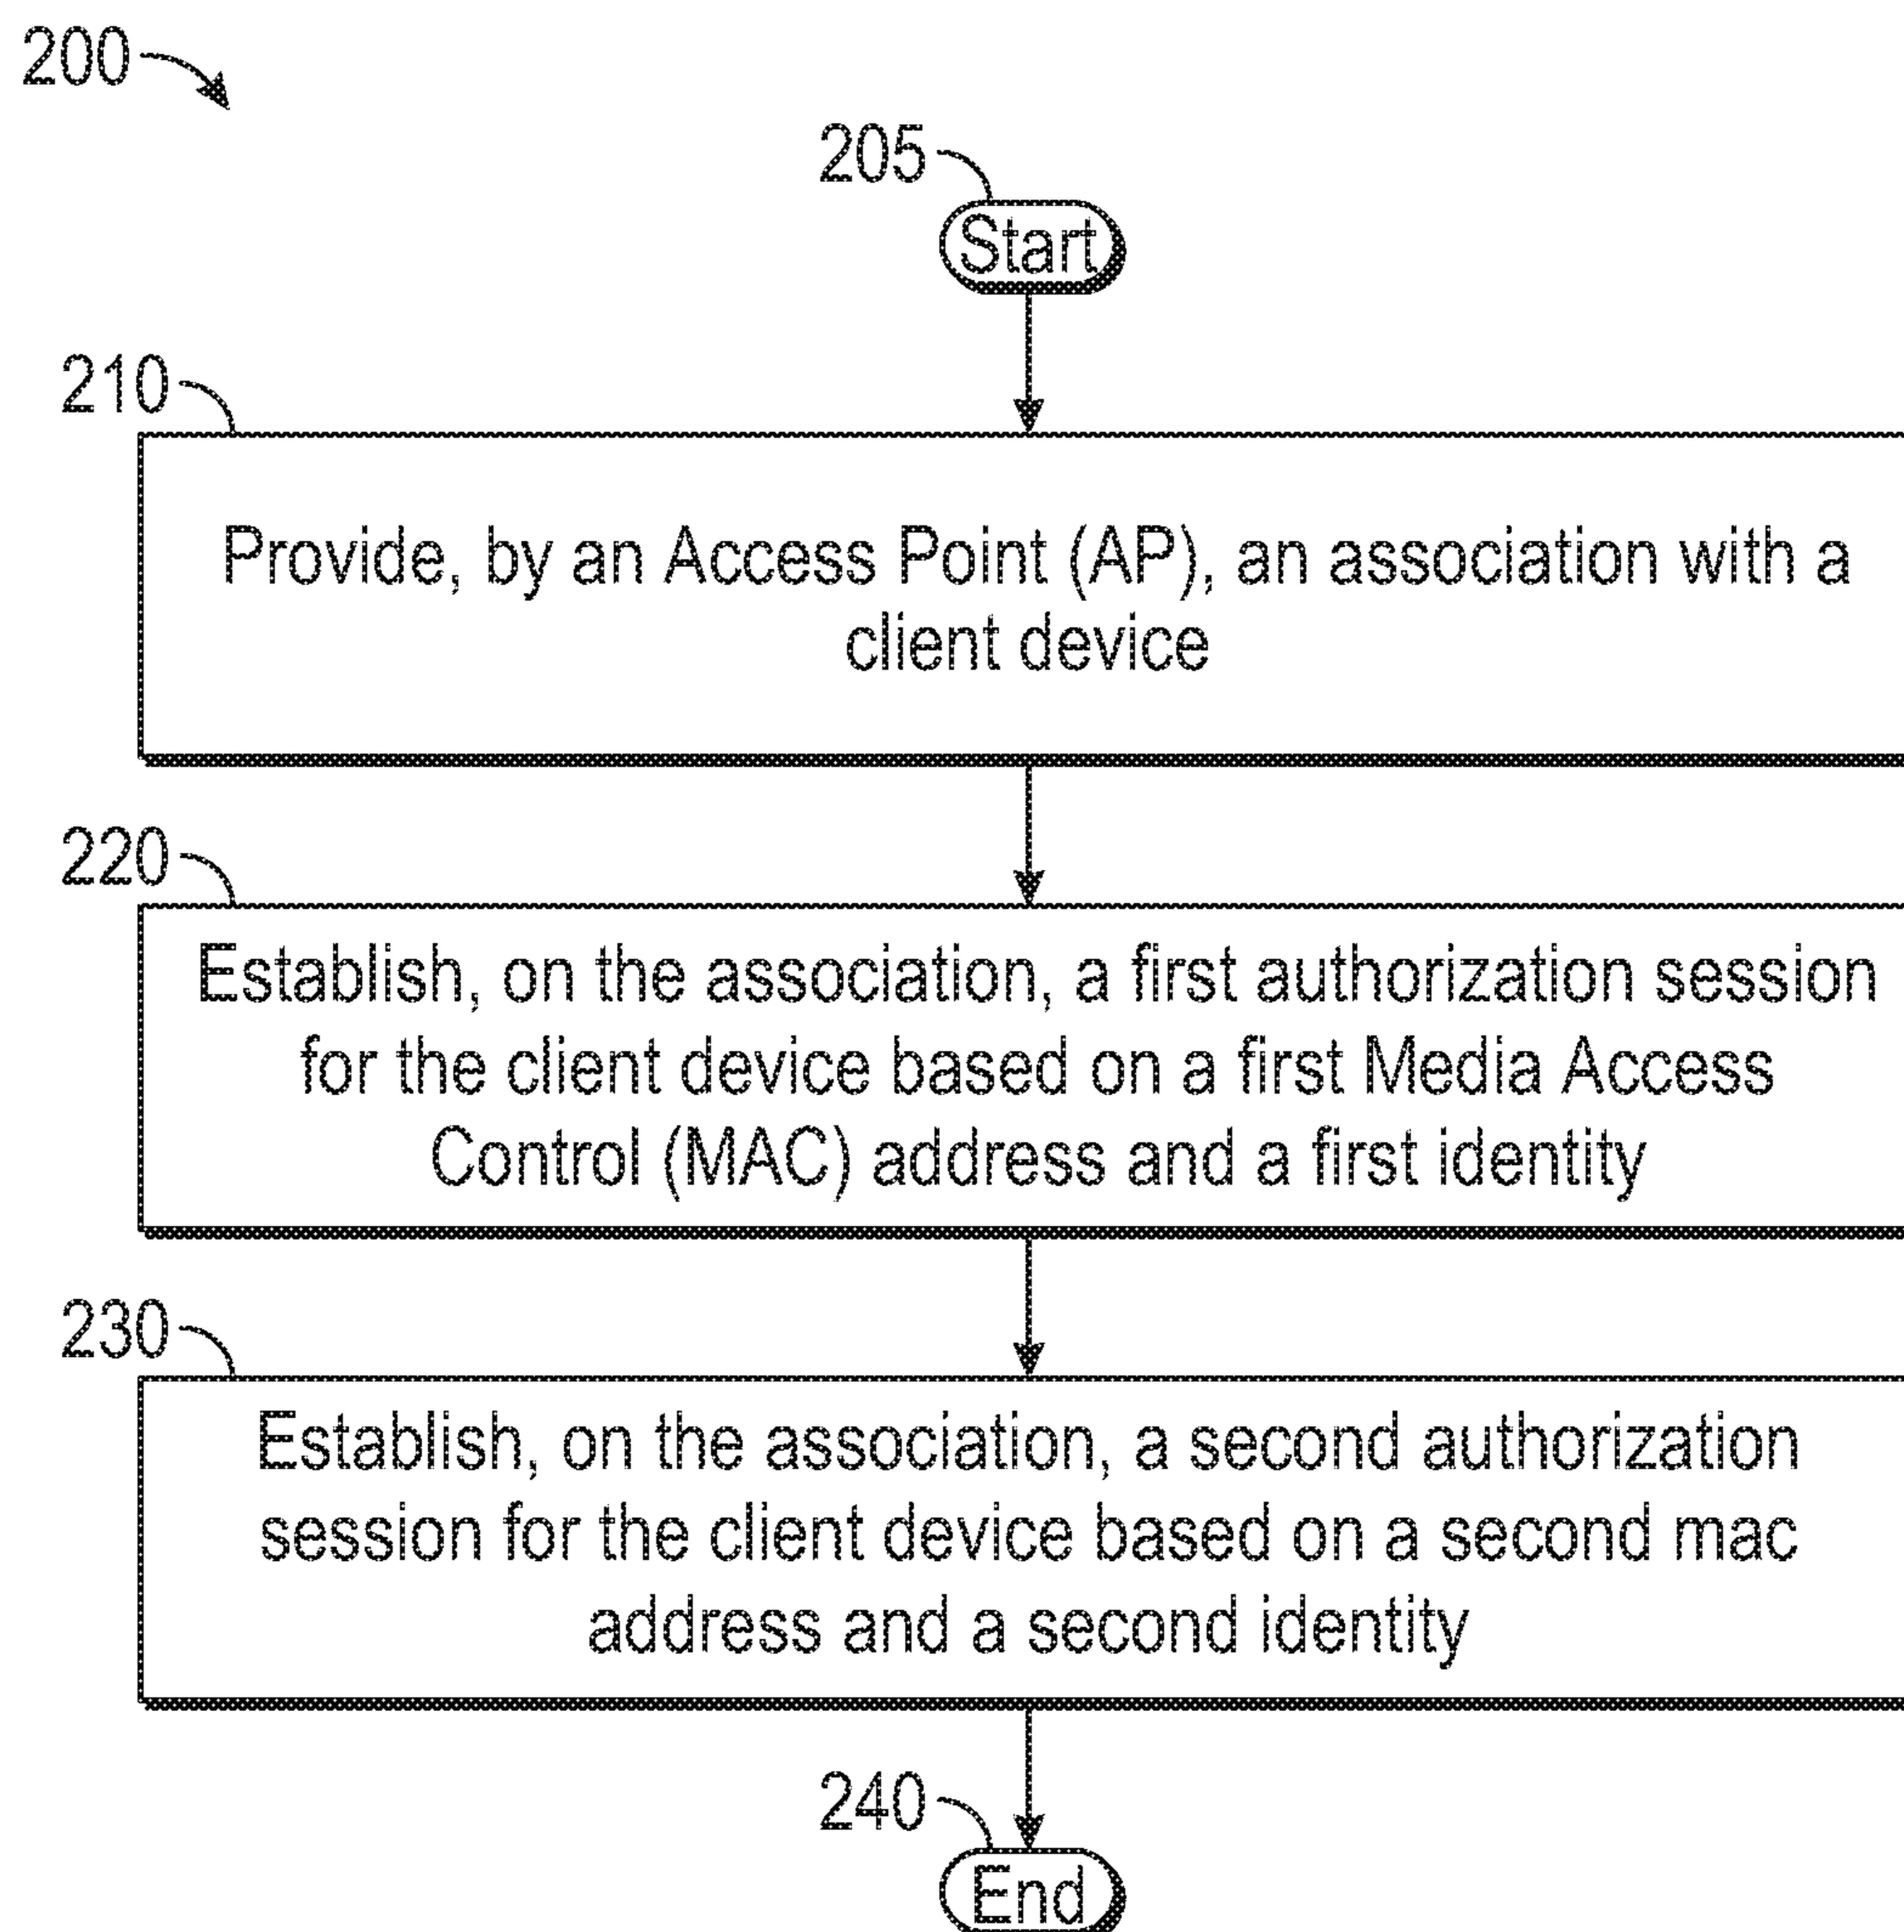 200
205
Start
210
Provide, by an Access Point (AP), an association with a
client device
220
Establish, on the association, a first authorization session
for the client device based on a first Media Access
Control (MAC) address and a first identity
230
Establish, on the association, a second authorization
session for the client device based on a second mac
address and a second identity
240
End